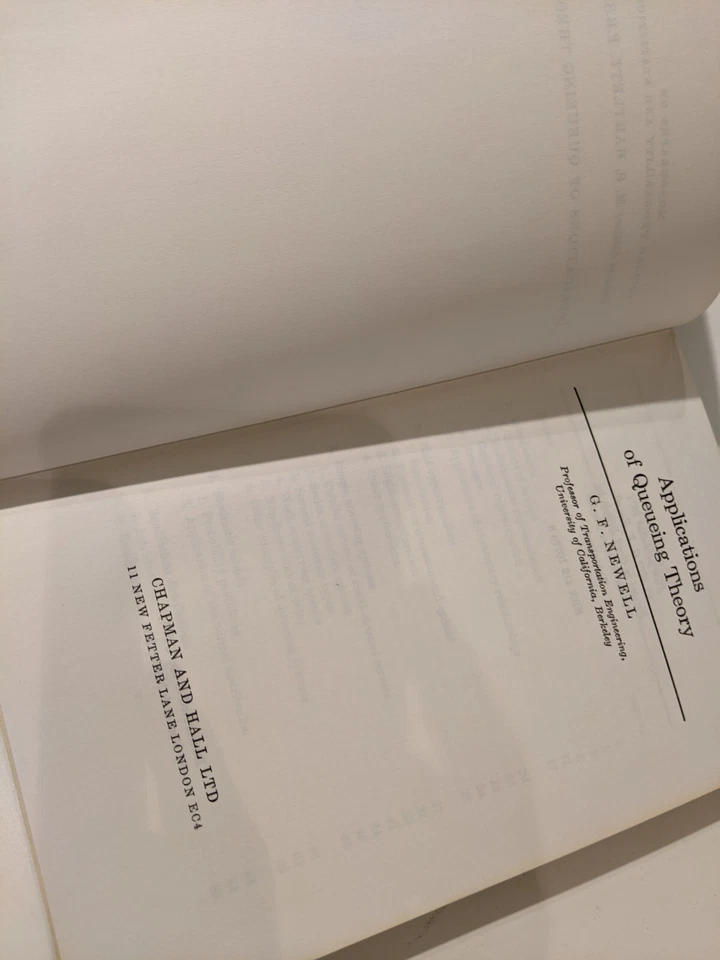 Applications
of Queueing Theory
G. F. NEWELL
Professor of Transportation Engineering,
University of California, Berkeley
CHAPMAN AND HALL LTD
11 NEW FETTER LANE LONDON EC4